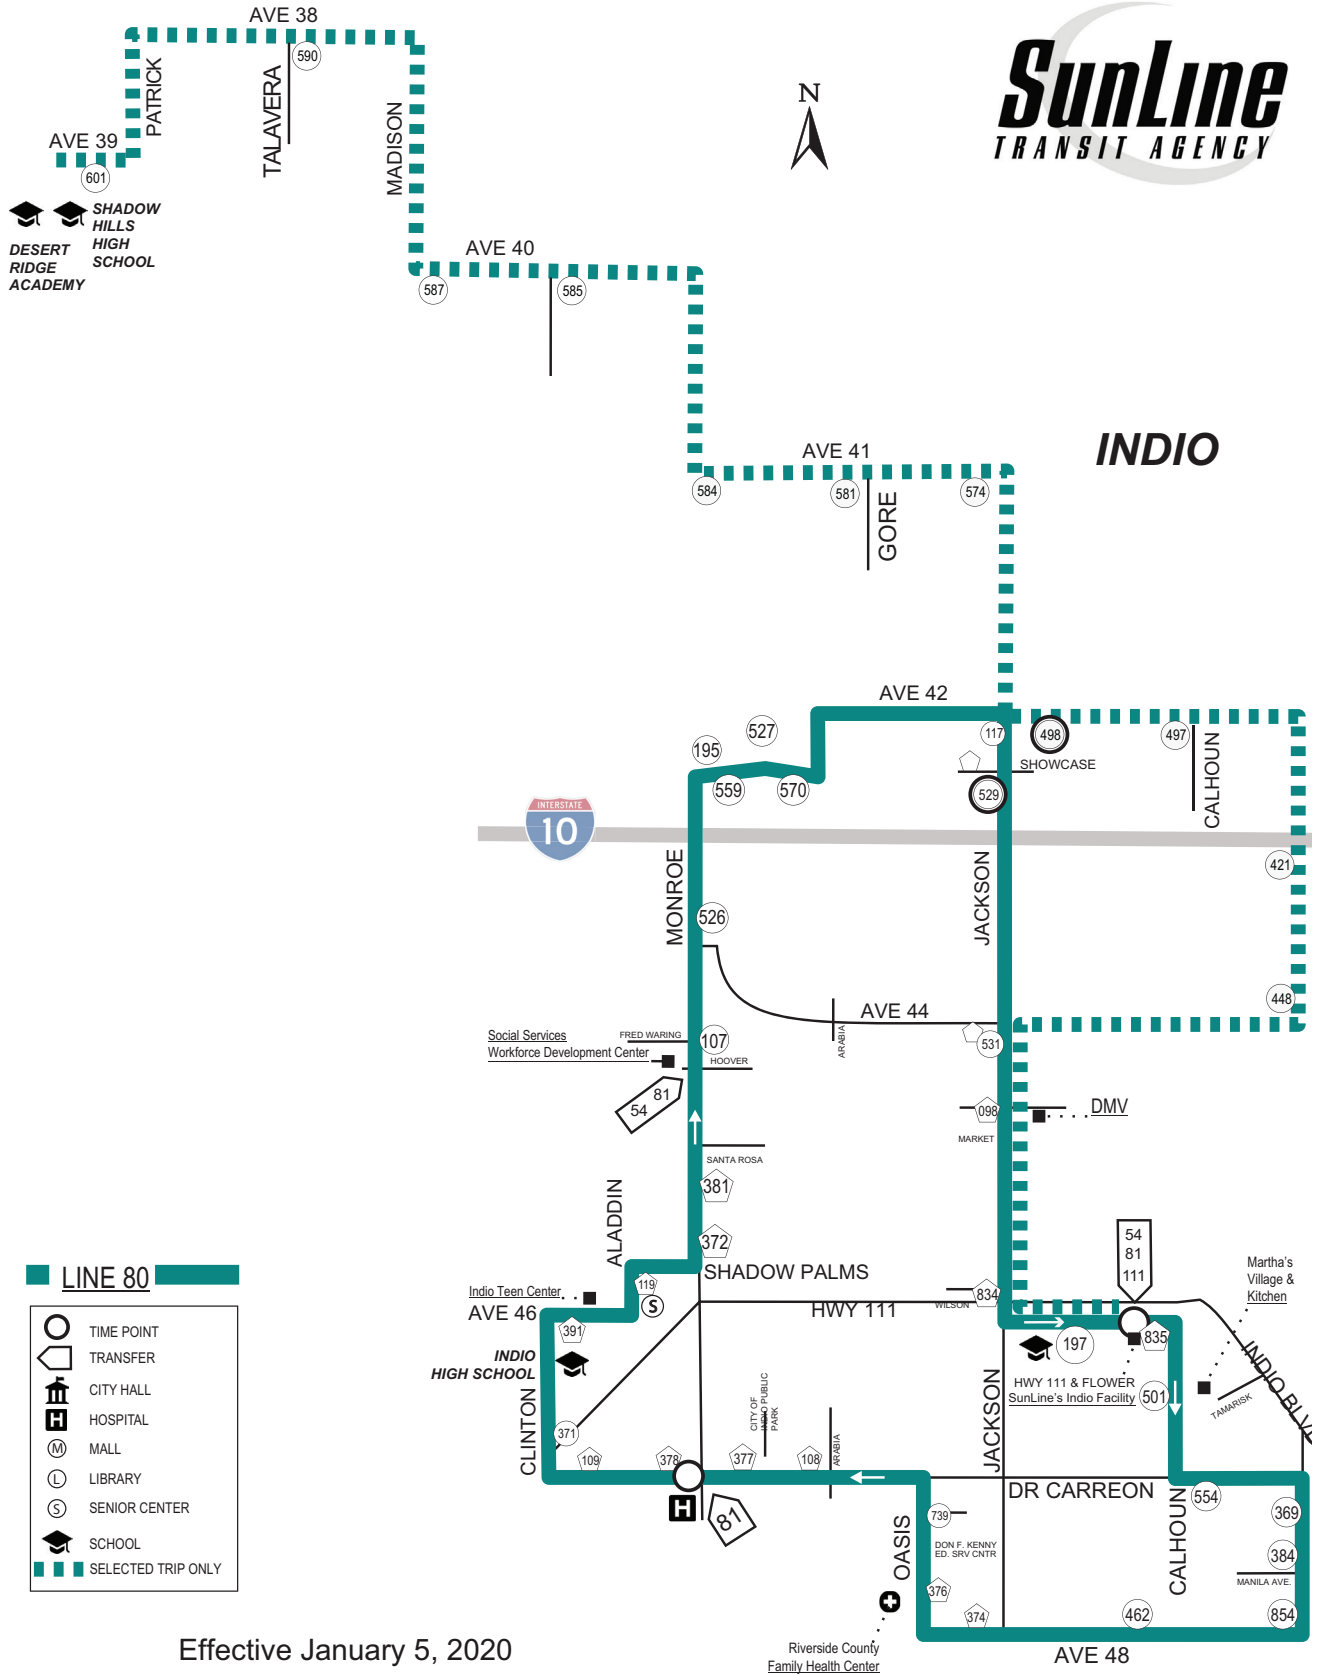 AVE 38
SunLine
TRANSIT AGENCY
590
PATRICK
TALAVERA
MADISON
N
AVE 39
601
SHADOW
HILLS
HIGH
SCHOOL
DESERT
RIDGE
ACADEMY
AVE 40
587
585
INDIO
AVE 41
584
581
574
GORE
AVE 42
117
498
497
SHOWCASE
CALHOUN
527
195
559
570
529
INTERSTATE
10
421
MONROE
JACKSON
526
448
AVE 44
ARABIA
531
Social Services
Workforce Development Center
FRED WARING
107
HOOVER
54 81
098
MARKET
DMV
SANTA ROSA
381
372
ALADDIN
SHADOW PALMS
119
S
Indio Teen Center
AVE 46
391
HWY 111
WILSON
834
54
81
111
Martha's
Village &
Kitchen
197
835
HWY 111 & FLOWER
SunLine's Indio Facility
501
TAMARISK
INDIO BLVD
INDIO
HIGH SCHOOL
CLINTON
371
109
378
377
108
CITY OF
INDIO PUBLIC
PARK
ARABIA
JACKSON
H
81
DR CARREON
554
CALHOUN
369
384
MANILA AVE.
854
462
AVE 48
OASIS
739
DON F. KENNY
ED. SRV CNTR
376
374
Riverside County
Family Health Center
LINE 80
TIME POINT
TRANSFER
CITY HALL
H HOSPITAL
M MALL
L LIBRARY
S SENIOR CENTER
SCHOOL
SELECTED TRIP ONLY
Effective January 5, 2020